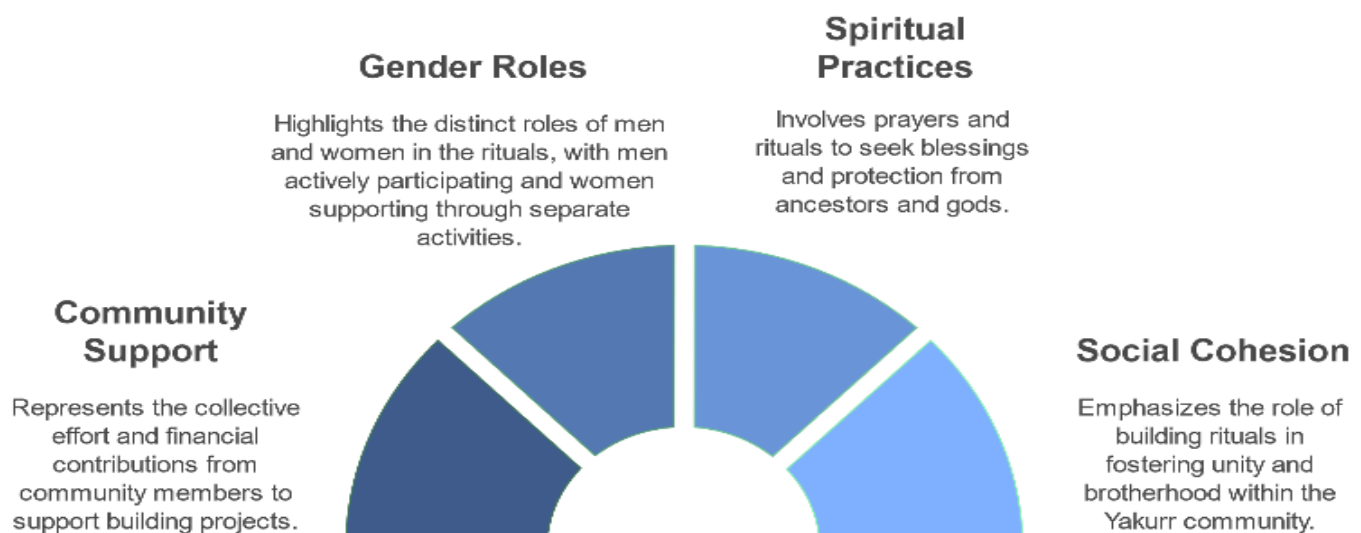 Spiritual
Practices
Involves prayers and
rituals to seek blessings
and protection from
ancestors and gods.
Gender Roles
Highlights the distinct roles of men
and women in the rituals, with men
actively participating and women
supporting through separate
activities.
Community
Support
Represents the collective
effort and financial
contributions from
community members to
support building projects.
Social Cohesion
Emphasizes the role of
building rituals in
fostering unity and
brotherhood within the
Yakurr community.